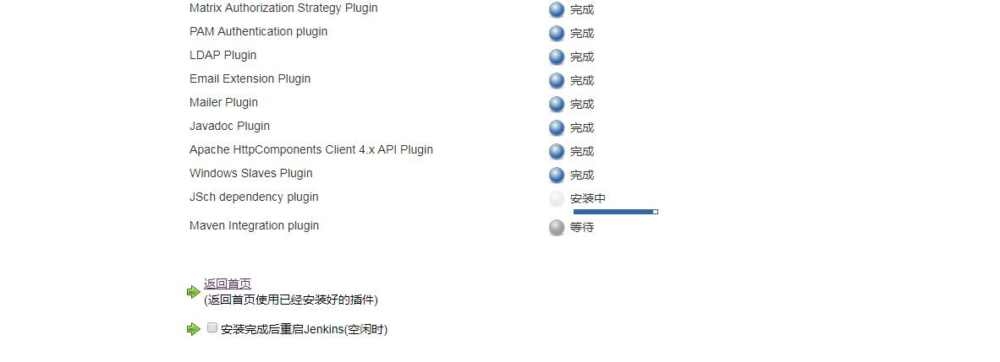 Matrix Authorization Strategy Plugin 完成
PAM Authentication plugin 完成
LDAP Plugin 完成
Email Extension Plugin 完成
Mailer Plugin 完成
Javadoc Plugin 完成
Apache HttpComponents Client 4.x API Plugin 完成
Windows Slaves Plugin 完成
JSch dependency plugin 安装中
Maven Integration plugin 等待
返回首页
(返回首页使用已经安装好的插件)
安装完成后重启Jenkins(空闲时)